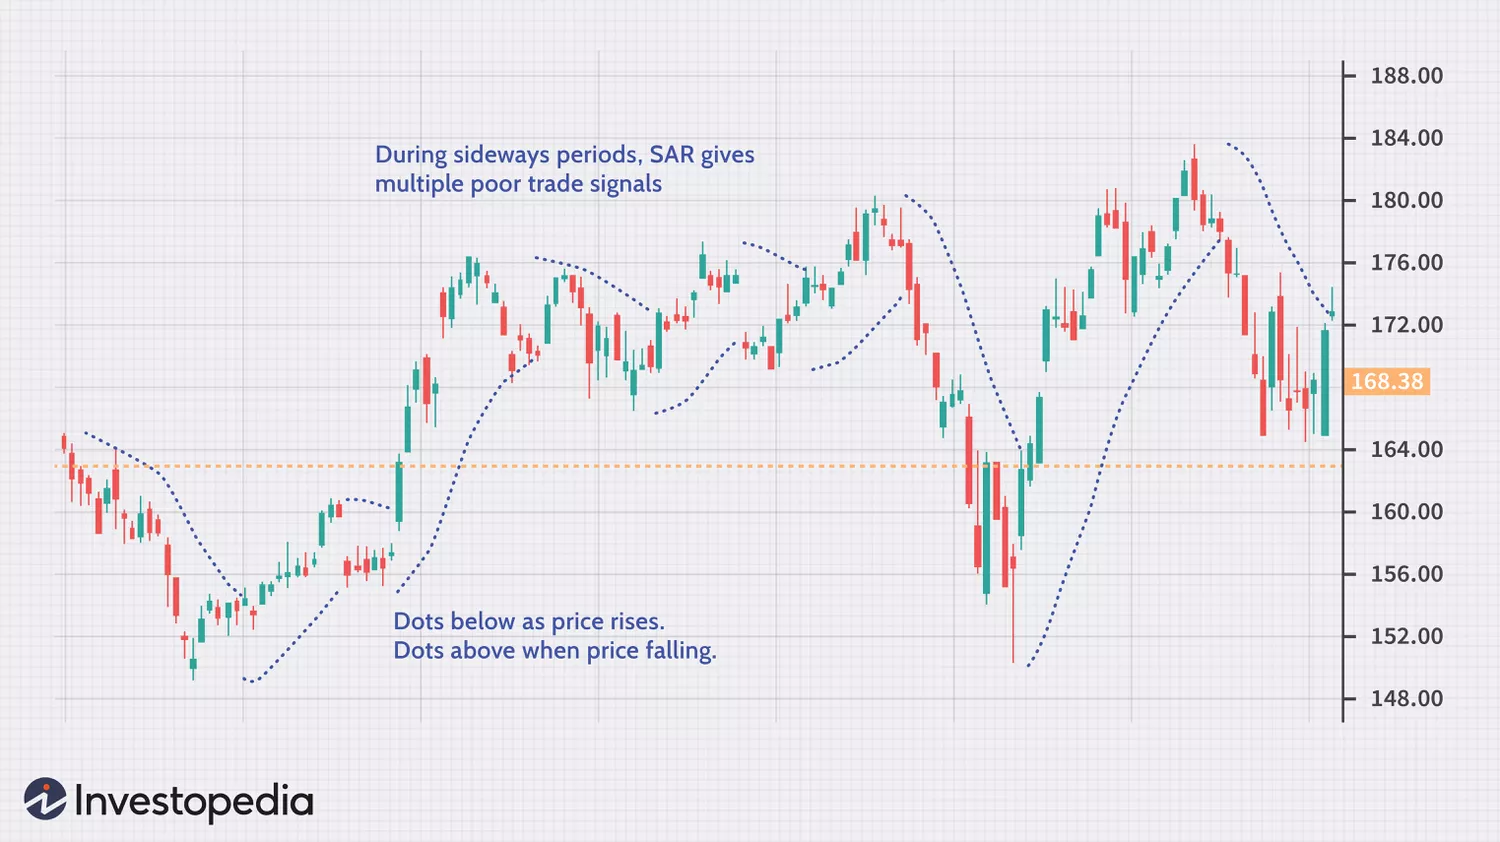 188.00
During sideways periods, SAR gives
184.00
multiple poor trade signals
180.00
176.00
172.00
168.38
164.00
160.00
156.00
Dots below as price rises.
152.00
Dots above when price falling.
148.00
Investopedia